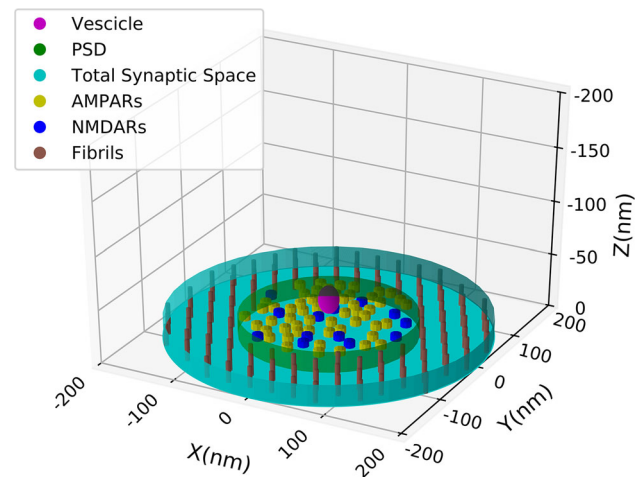 Vescicle
PSD
Total Synaptic Space
AMPARs
NMDARs
Fibrils
-200
-150
-100
-50
0
Z(nm)
200
100
0
-100
-200
Y(nm)
-200
-100
0
100
200
X(nm)